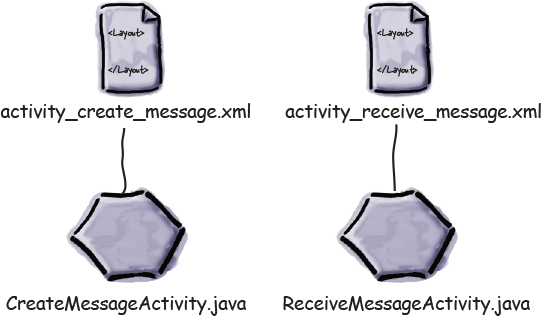 <Layout>
</Layout>
activity_create_message.xml
<Layout>
</Layout>
activity_receive_message.xml
CreateMessageActivity.java
ReceiveMessageActivity.java